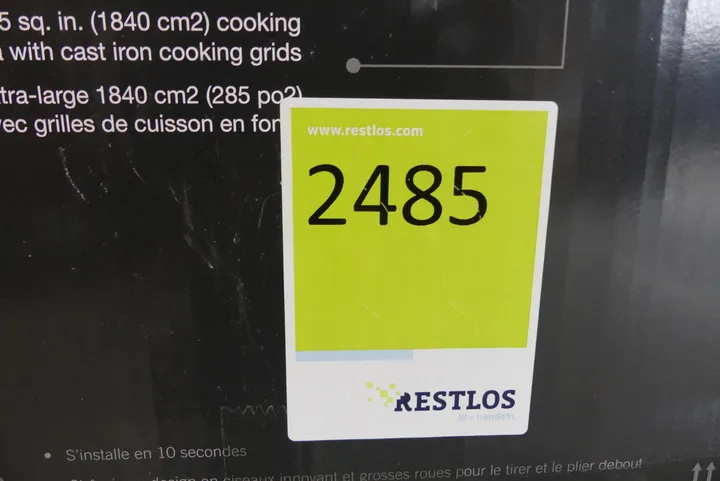 5 sq. in. (1840 cm2) cooking
with cast iron cooking grids
tra-large 1840 cm2 (285 po2)
ec grilles de cuisson en fon
www.restlos.com
2485
RESTLOS
Wir handeln.
• S'installe en 10 secondes
design en ciseaux innovant et grosses roues pour le tirer et le plier debout